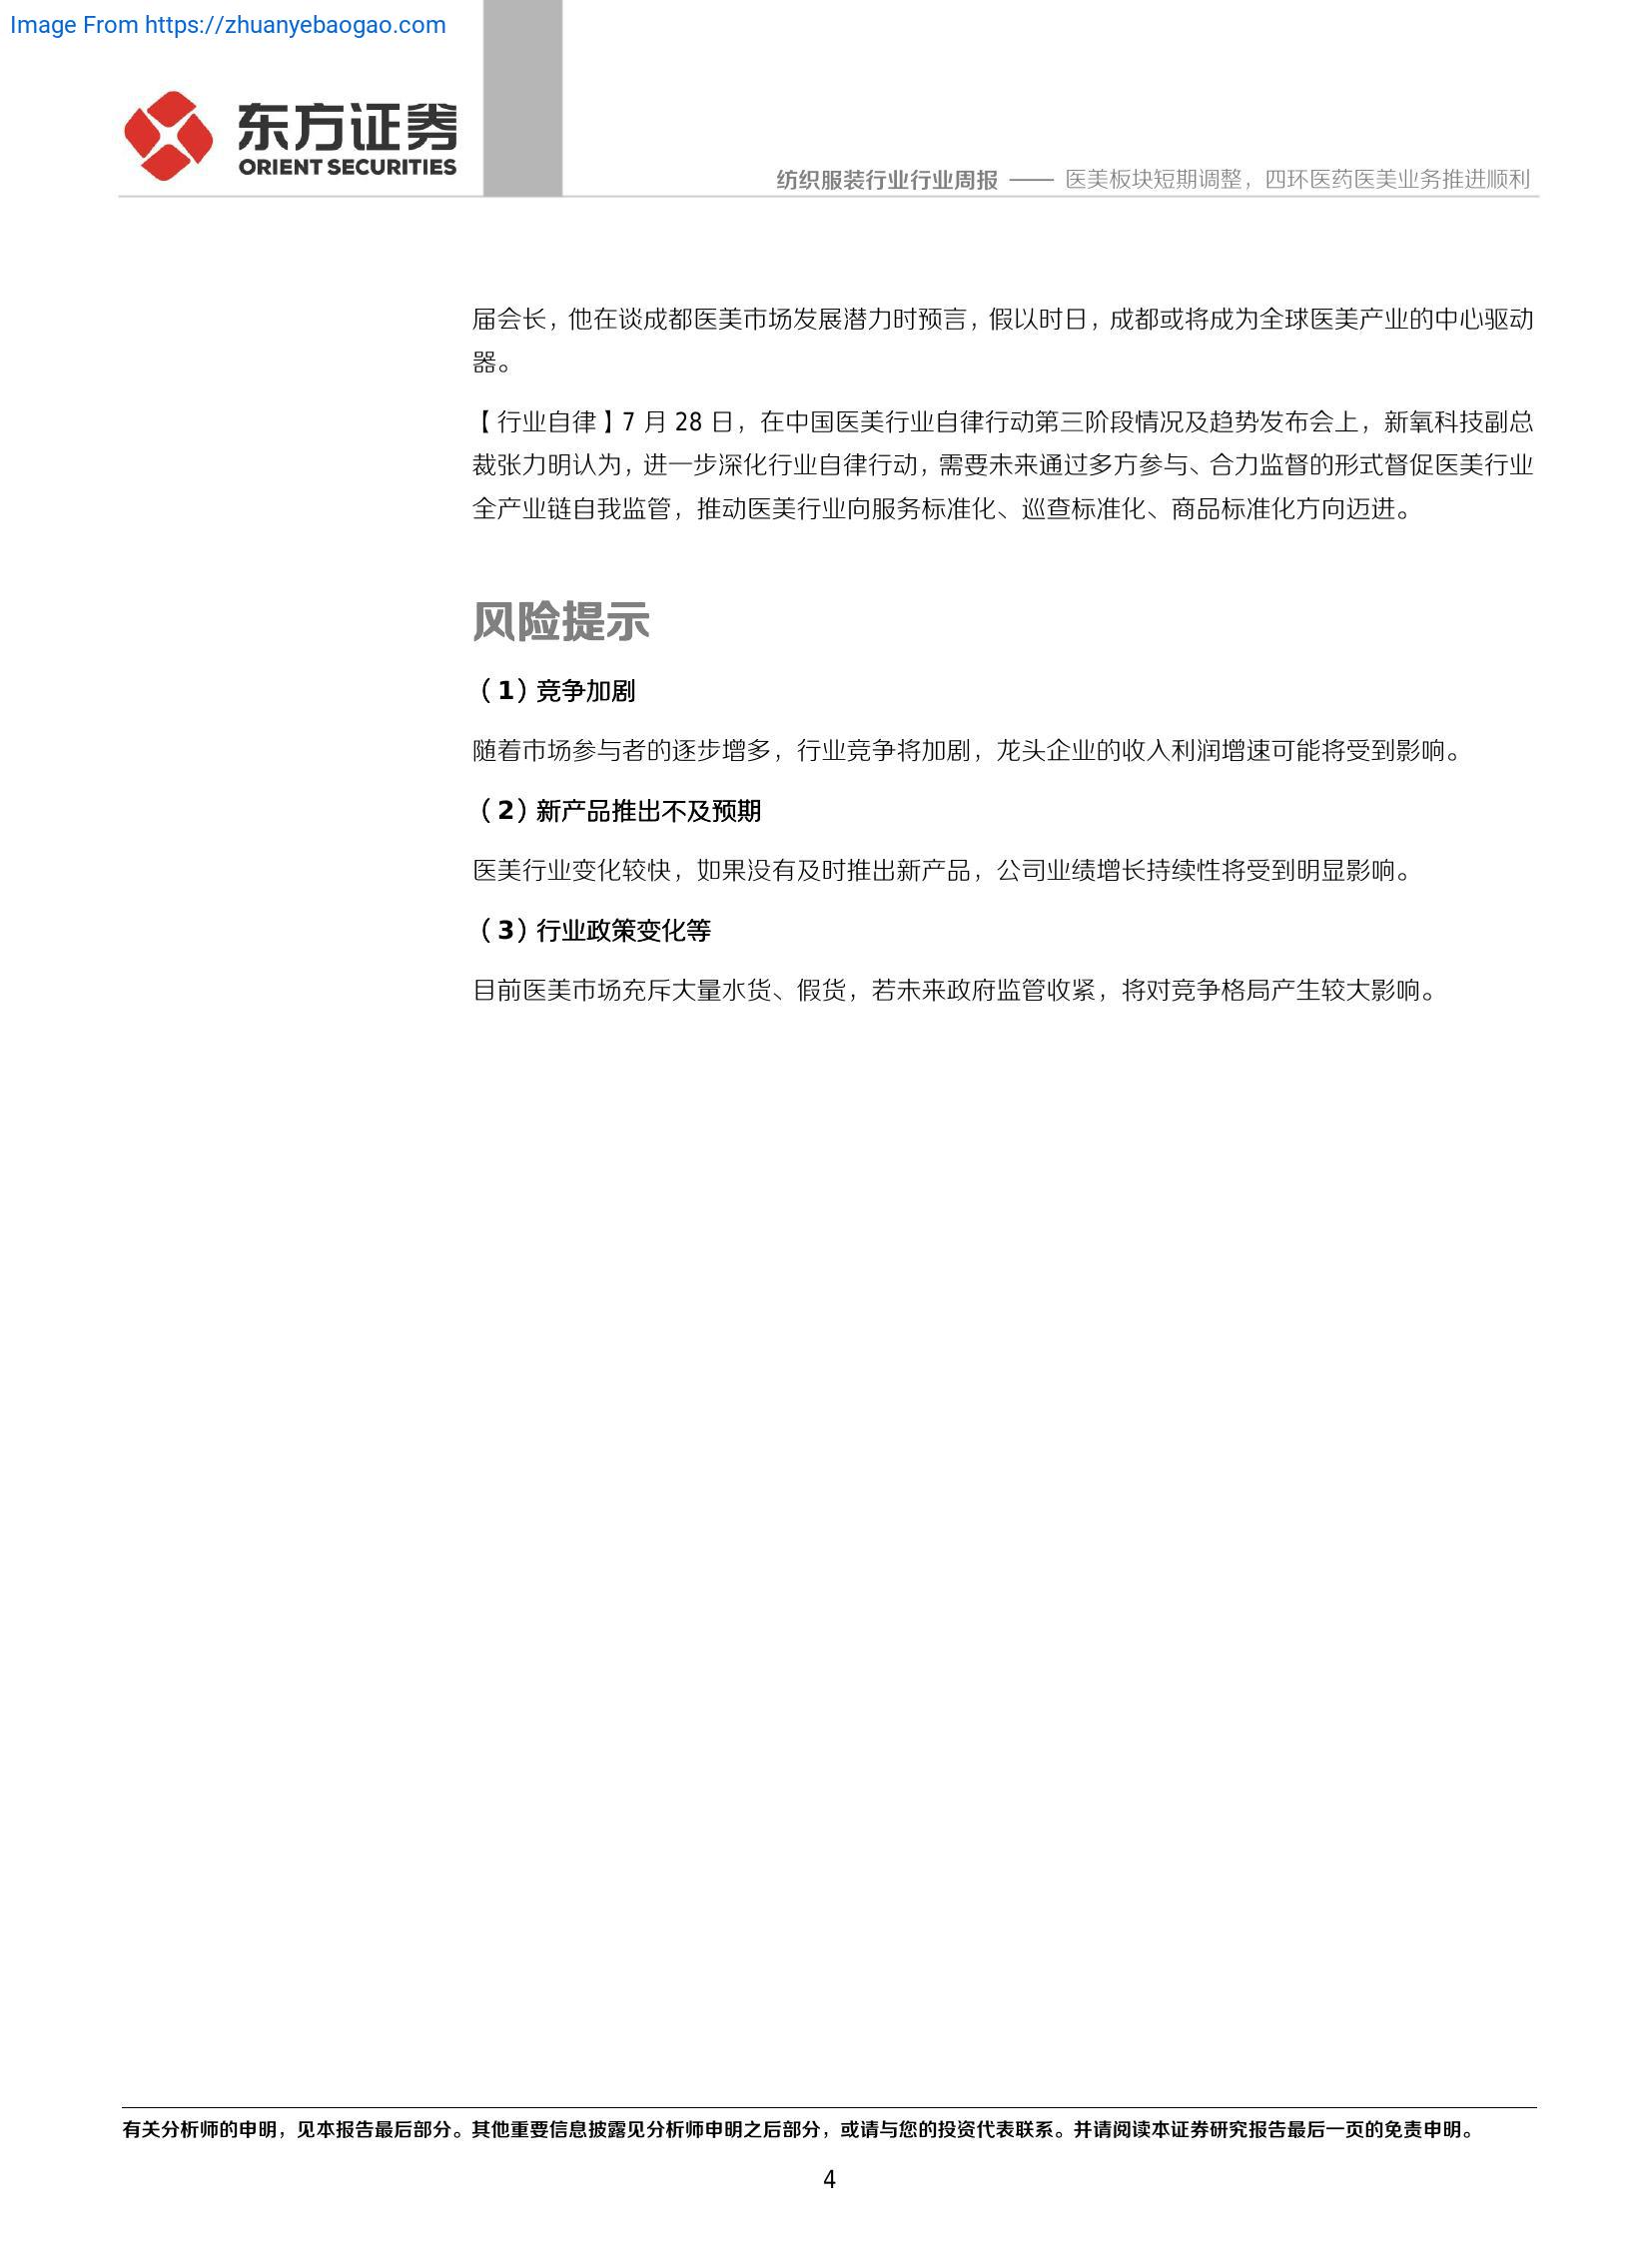 Image From https://zhuanyebaogao.com
东方证券
ORIENT SECURITIES
纺织服装行业行业周报 —— 医美板块短期调整，四环医药医美业务推进顺利
届会长，他在谈成都医美市场发展潜力时预言，假以时日，成都或将成为全球医美产业的中心驱动
器。
【行业自律】7 月 28 日，在中国医美行业自律行动第三阶段情况及趋势发布会上，新氧科技副总
裁张力明认为，进一步深化行业自律行动，需要未来通过多方参与、合力监督的形式督促医美行业
全产业链自我监管，推动医美行业向服务标准化、巡查标准化、商品标准化方向迈进。
风险提示
（1）竞争加剧
随着市场参与者的逐步增多，行业竞争将加剧，龙头企业的收入利润增速可能将受到影响。
（2）新产品推出不及预期
医美行业变化较快，如果没有及时推出新产品，公司业绩增长持续性将受到明显影响。
（3）行业政策变化等
目前医美市场充斥大量水货、假货，若未来政府监管收紧，将对竞争格局产生较大影响。
有关分析师的申明，见本报告最后部分。其他重要信息披露见分析师申明之后部分，或请与您的投资代表联系。并请阅读本证券研究报告最后一页的免责申明。
4